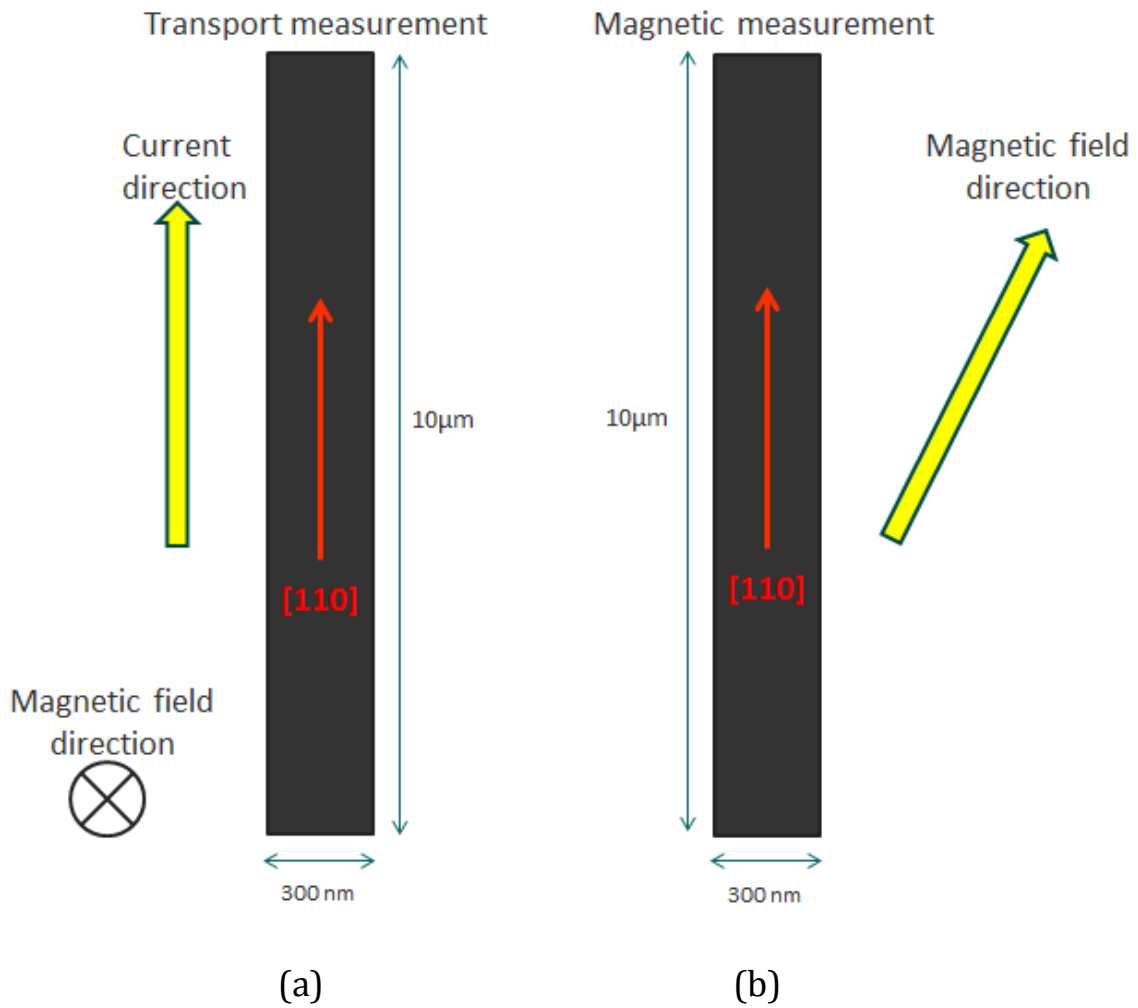 Transport measurement
Current
direction
[110]
10μm
Magnetic field
direction
300 nm
(a)
Magnetic measurement
Magnetic field
direction
10μm
[110]
300 nm
(b)